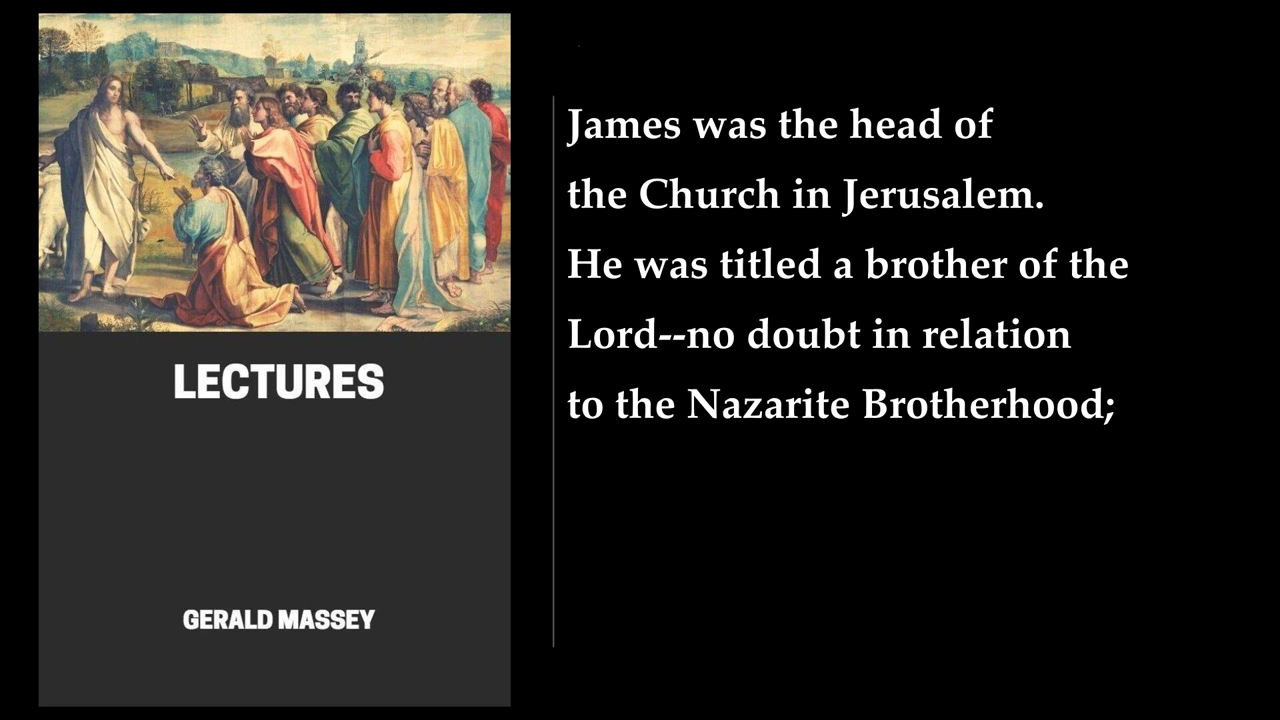 LECTURES
GERALD MASSEY
James was the head of
the Church in Jerusalem.
He was titled a brother of the
Lord--no doubt in relation
to the Nazarite Brotherhood;